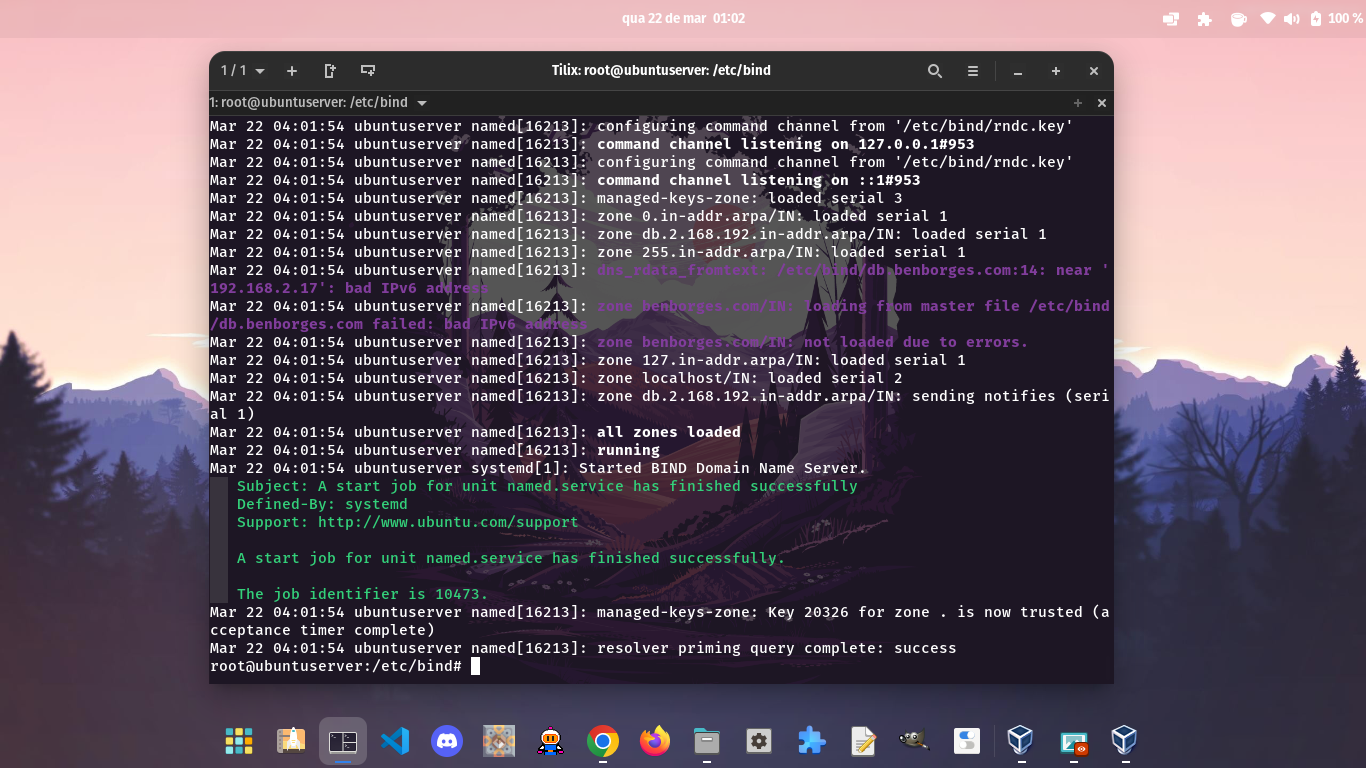 qua 22 de mar 01:02
100 %
1 / 1
Tilix: root@ubuntuserver: /etc/bind
1: root@ubuntuserver: /etc/bind
Mar 22 04:01:54 ubuntuserver named[16213]: configuring command channel from '/etc/bind/rndc.key'
Mar 22 04:01:54 ubuntuserver named[16213]: command channel listening on 127.0.0.1#953
Mar 22 04:01:54 ubuntuserver named[16213]: configuring command channel from '/etc/bind/rndc.key'
Mar 22 04:01:54 ubuntuserver named[16213]: command channel listening on ::1#953
Mar 22 04:01:54 ubuntuserver named[16213]: managed-keys-zone: loaded serial 3
Mar 22 04:01:54 ubuntuserver named[16213]: zone 0.in-addr.arpa/IN: loaded serial 1
Mar 22 04:01:54 ubuntuserver named[16213]: zone db.2.168.192.in-addr.arpa/IN: loaded serial 1
Mar 22 04:01:54 ubuntuserver named[16213]: zone 255.in-addr.arpa/IN: loaded serial 1
Mar 22 04:01:54 ubuntuserver named[16213]: dns_rdata_fromtext: /etc/bind/db.benborges.com:14: near '
192.168.2.17': bad IPv6 address
Mar 22 04:01:54 ubuntuserver named[16213]: zone benborges.com/IN: loading from master file /etc/bind
/db.benborges.com failed: bad IPv6 address
Mar 22 04:01:54 ubuntuserver named[16213]: zone benborges.com/IN: not loaded due to errors.
Mar 22 04:01:54 ubuntuserver named[16213]: zone 127.in-addr.arpa/IN: loaded serial 1
Mar 22 04:01:54 ubuntuserver named[16213]: zone localhost/IN: loaded serial 2
Mar 22 04:01:54 ubuntuserver named[16213]: zone db.2.168.192.in-addr.arpa/IN: sending notifies (seri
al 1)
Mar 22 04:01:54 ubuntuserver named[16213]: all zones loaded
Mar 22 04:01:54 ubuntuserver named[16213]: running
Mar 22 04:01:54 ubuntuserver systemd[1]: Started BIND Domain Name Server.
Subject: A start job for unit named.service has finished successfully
Defined-By: systemd
Support: http://www.ubuntu.com/support
A start job for unit named.service has finished successfully.
The job identifier is 10473.
Mar 22 04:01:54 ubuntuserver named[16213]: managed-keys-zone: Key 20326 for zone . is now trusted (a
cceptance timer complete)
Mar 22 04:01:54 ubuntuserver named[16213]: resolver priming query complete: success
root@ubuntuserver:/etc/bind#